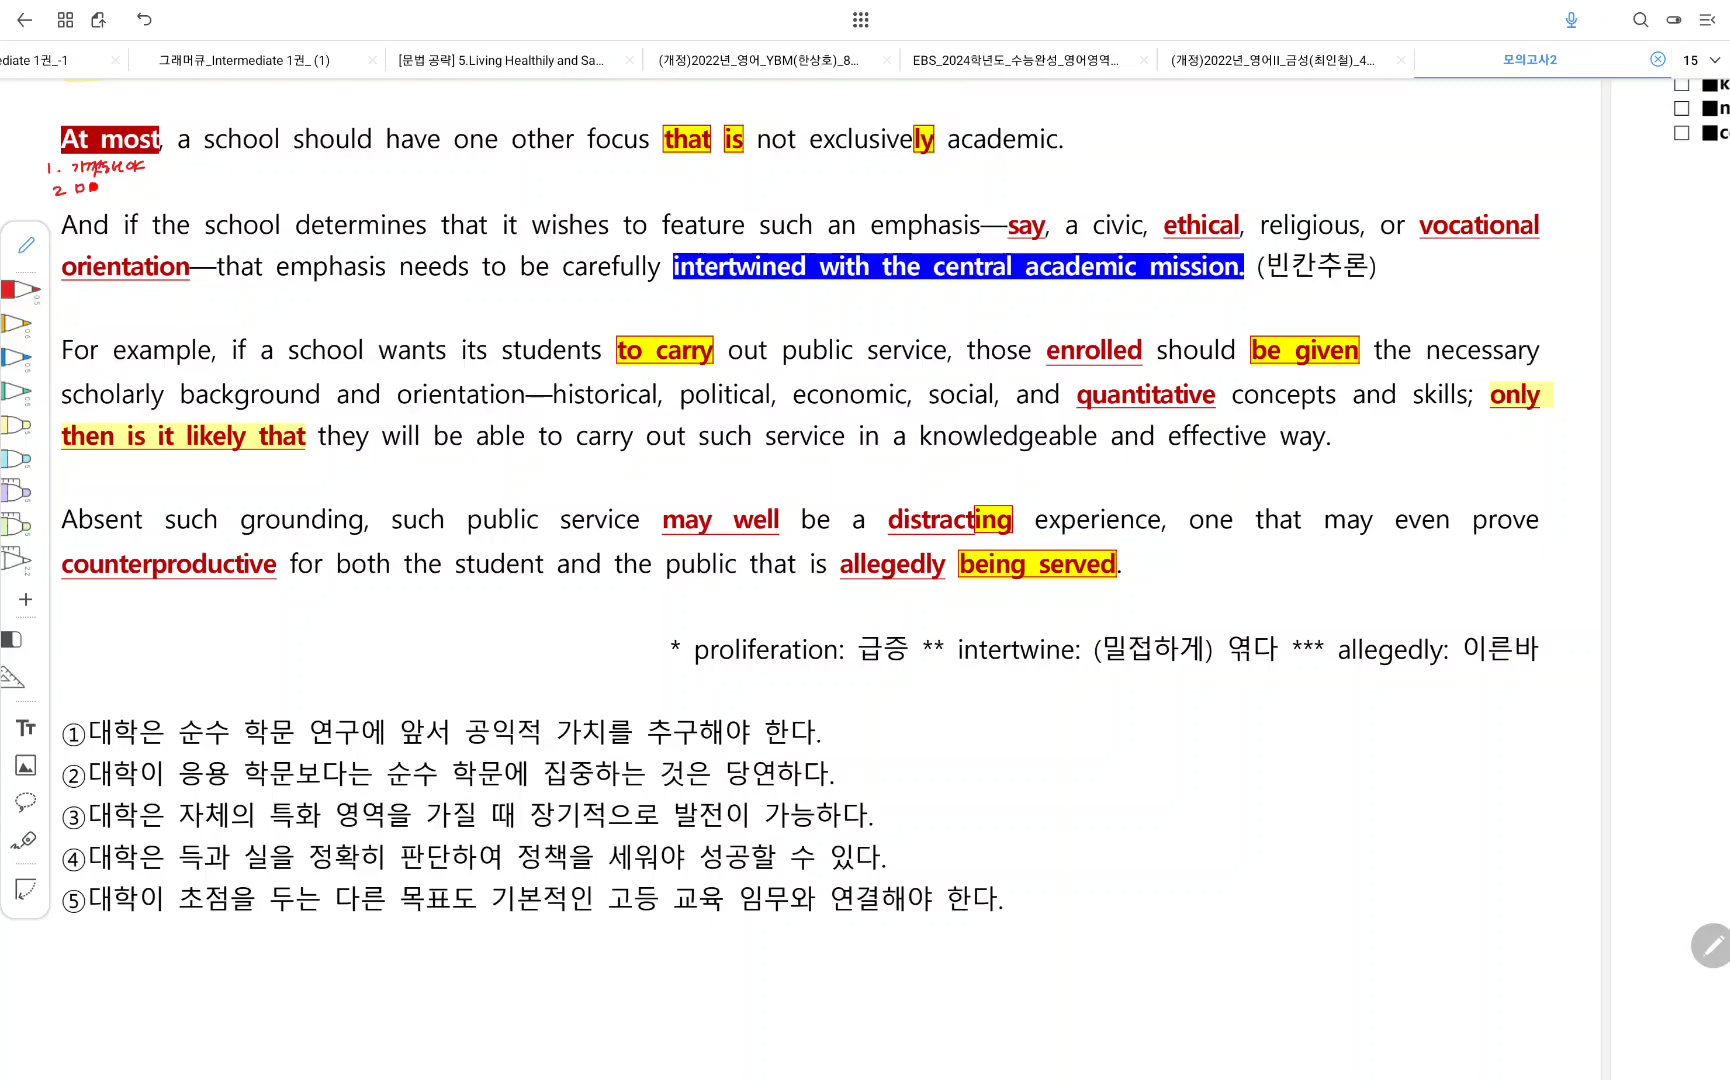 ediate 1권_-1
그래머큐_Intermediate 1권_ (1)
[문법 공략] 5.Living Healthily and Sa...
(개정)2022년_영어_YBM(한상호)_8...
EBS_2024학년도_수능완성_영어영역...
(개정)2022년_영어II_금성(최인철)_4...
모의고사2
15
At most, a school should have one other focus that is not exclusively academic.
1.
2
And if the school determines that it wishes to feature such an emphasis—say, a civic, ethical, religious, or vocational
orientation—that emphasis needs to be carefully intertwined with the central academic mission. (빈칸추론)
For example, if a school wants its students to carry out public service, those enrolled should be given the necessary
scholarly background and orientation—historical, political, economic, social, and quantitative concepts and skills; only
then is it likely that they will be able to carry out such service in a knowledgeable and effective way.
Absent such grounding, such public service may well be a distracting experience, one that may even prove
counterproductive for both the student and the public that is allegedly being served.
* proliferation: 급증 ** intertwine: (밀접하게) 엮다 *** allegedly: 이른바
①대학은 순수 학문 연구에 앞서 공익적 가치를 추구해야 한다.
②대학이 응용 학문보다는 순수 학문에 집중하는 것은 당연하다.
③대학은 자체의 특화 영역을 가질 때 장기적으로 발전이 가능하다.
④대학은 득과 실을 정확히 판단하여 정책을 세워야 성공할 수 있다.
⑤대학이 초점을 두는 다른 목표도 기본적인 고등 교육 임무와 연결해야 한다.
Tт